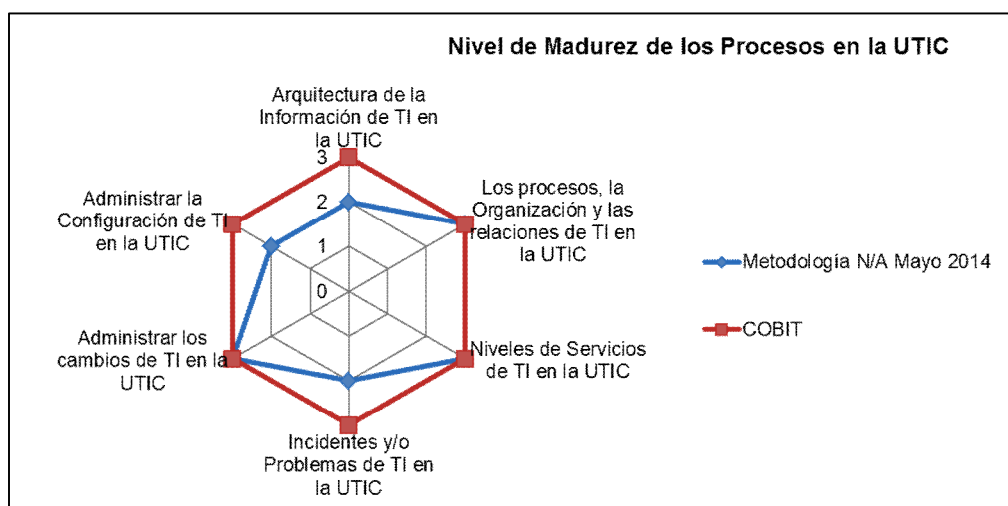 Nivel de Madurez de los Procesos en la UTIC
Arquitectura de la
Información de TI en
la UTIC
3
2
1
0
Los procesos, la
Organización y las
relaciones de TI en
la UTIC
Niveles de Servicios
de TI en la UTIC
Incidentes y/o
Problemas de TI en
la UTIC
Administrar los
cambios de TI en la
UTIC
Administrar la
Configuración de TI
en la UTIC
Metodología N/A Mayo 2014
COBIT